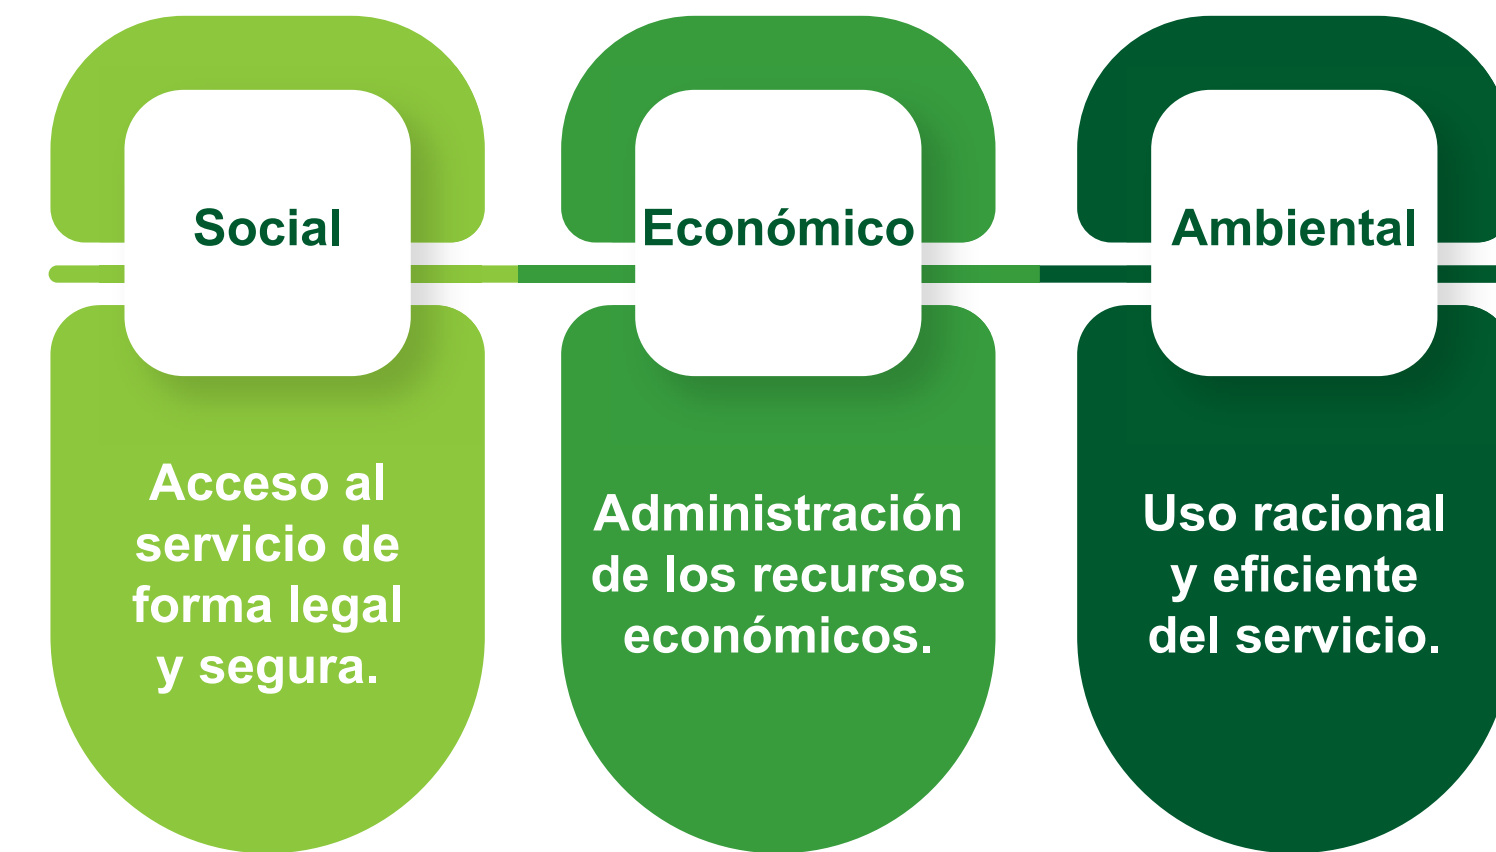 Social
Acceso al
servicio de
forma legal
y segura.
Económico
Administración
de los recursos
económicos.
Ambiental
Uso racional
y eficiente
del servicio.